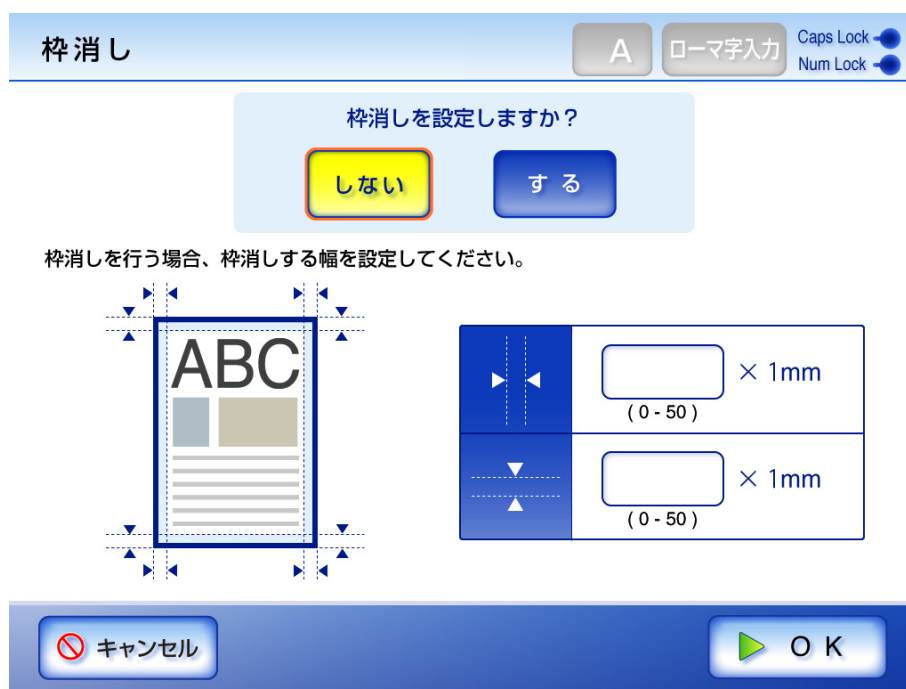 枠消し
A
ローマ字入力
Caps Lock
Num Lock
枠消しを設定しますか？
しない
する
枠消しを行う場合、枠消しする幅を設定してください。
ABC
× 1mm
( 0 - 50 )
× 1mm
( 0 - 50 )
キャンセル
OK